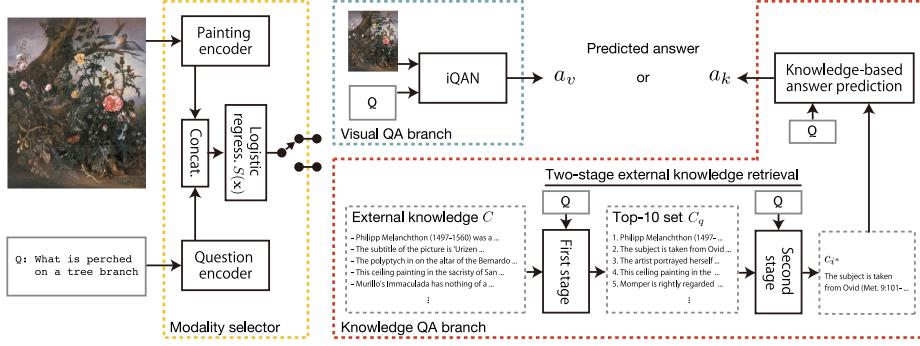 Painting
encoder
Concat.
Logistic
regress. S(x)
Question
encoder
Modality selector
Q: What is perched
on a tree branch
Q
iQAN
Visual QA branch
Predicted answer
a_v or a_k
Knowledge-based
answer prediction
Q
Two-stage external knowledge retrieval
External knowledge C
– Philipp Melanchthon (1497-1560) was a ...
– The subtitle of the picture is 'Urizen ...
– The polyptych in on the altar of the Bernardo ...
– This ceiling painting in the sacristy of San ...
– Murillo's Immaculada has nothing of a ...
⋮
Q
First stage
Top-10 set C_q
1. Philipp Melanchthon (1497– ...
2. The subject is taken from Ovid ...
3. The artist portrayed herself ...
4. This ceiling painting in the ...
5. Momper is rightly regarded ...
⋮
Q
Second
stage
c_{i*}
The subject is taken
from Ovid (Met. 9:101–
...
Knowledge QA branch